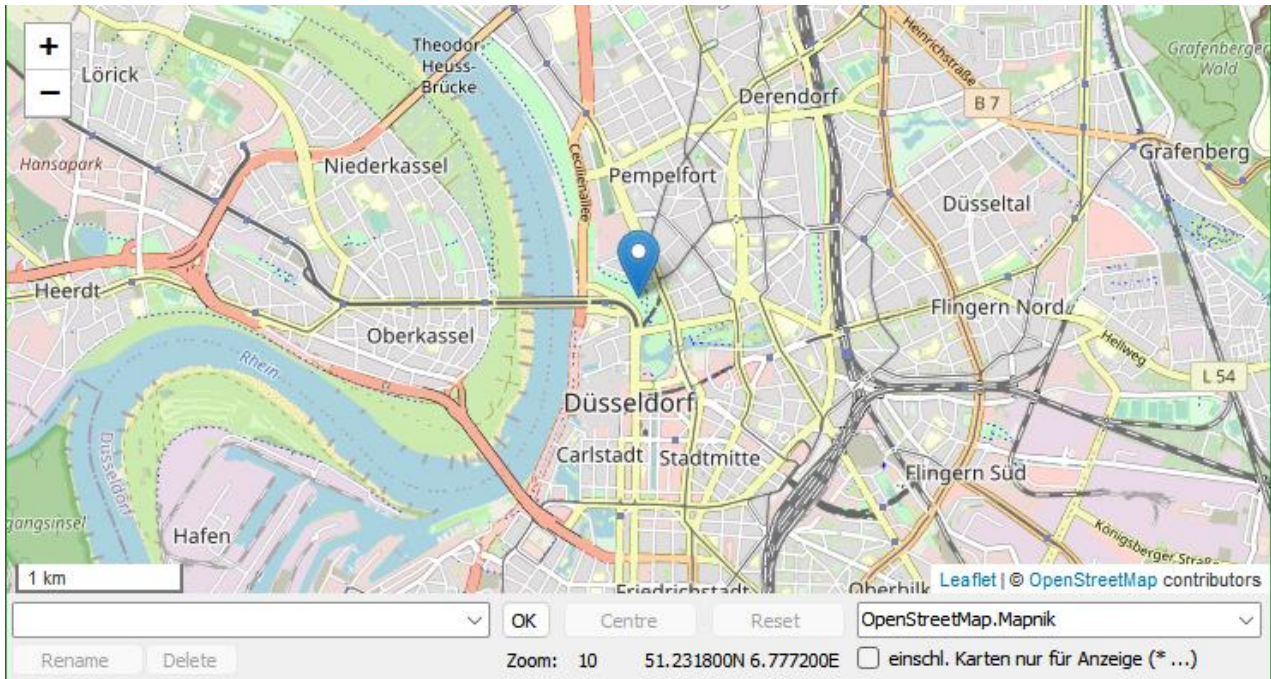 +
−
Lörick
Theodor-
Heuss-
Brücke
Heinrichstraße
Grafenberger
Wald
Derendorf
B 7
Hansapark
Niederkassel
Cecilienallee
Pempelfort
Grafenberg
Düsseltal
Heerdt
Oberkassel
Flingern Nord
Hellweg
Rhein
L 54
Düsseldorf
Düsseldorf
Carlstadt
Stadtmitte
Flingern Süd
gangsinsel
Hafen
Königsberger Straße
1 km
Friedrichstadt
Oberbilk
Leaflet | © OpenStreetMap contributors
OK
Centre
Reset
OpenStreetMap.Mapnik
Rename
Delete
Zoom: 10 51.231800N 6.777200E
einschl. Karten nur für Anzeige (* ...)